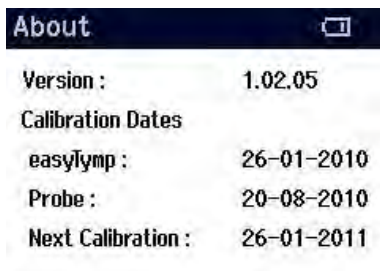 About
Version : 1.02.05
Calibration Dates
easyTymp : 26-01-2010
Probe : 20-08-2010
Next Calibration : 26-01-2011